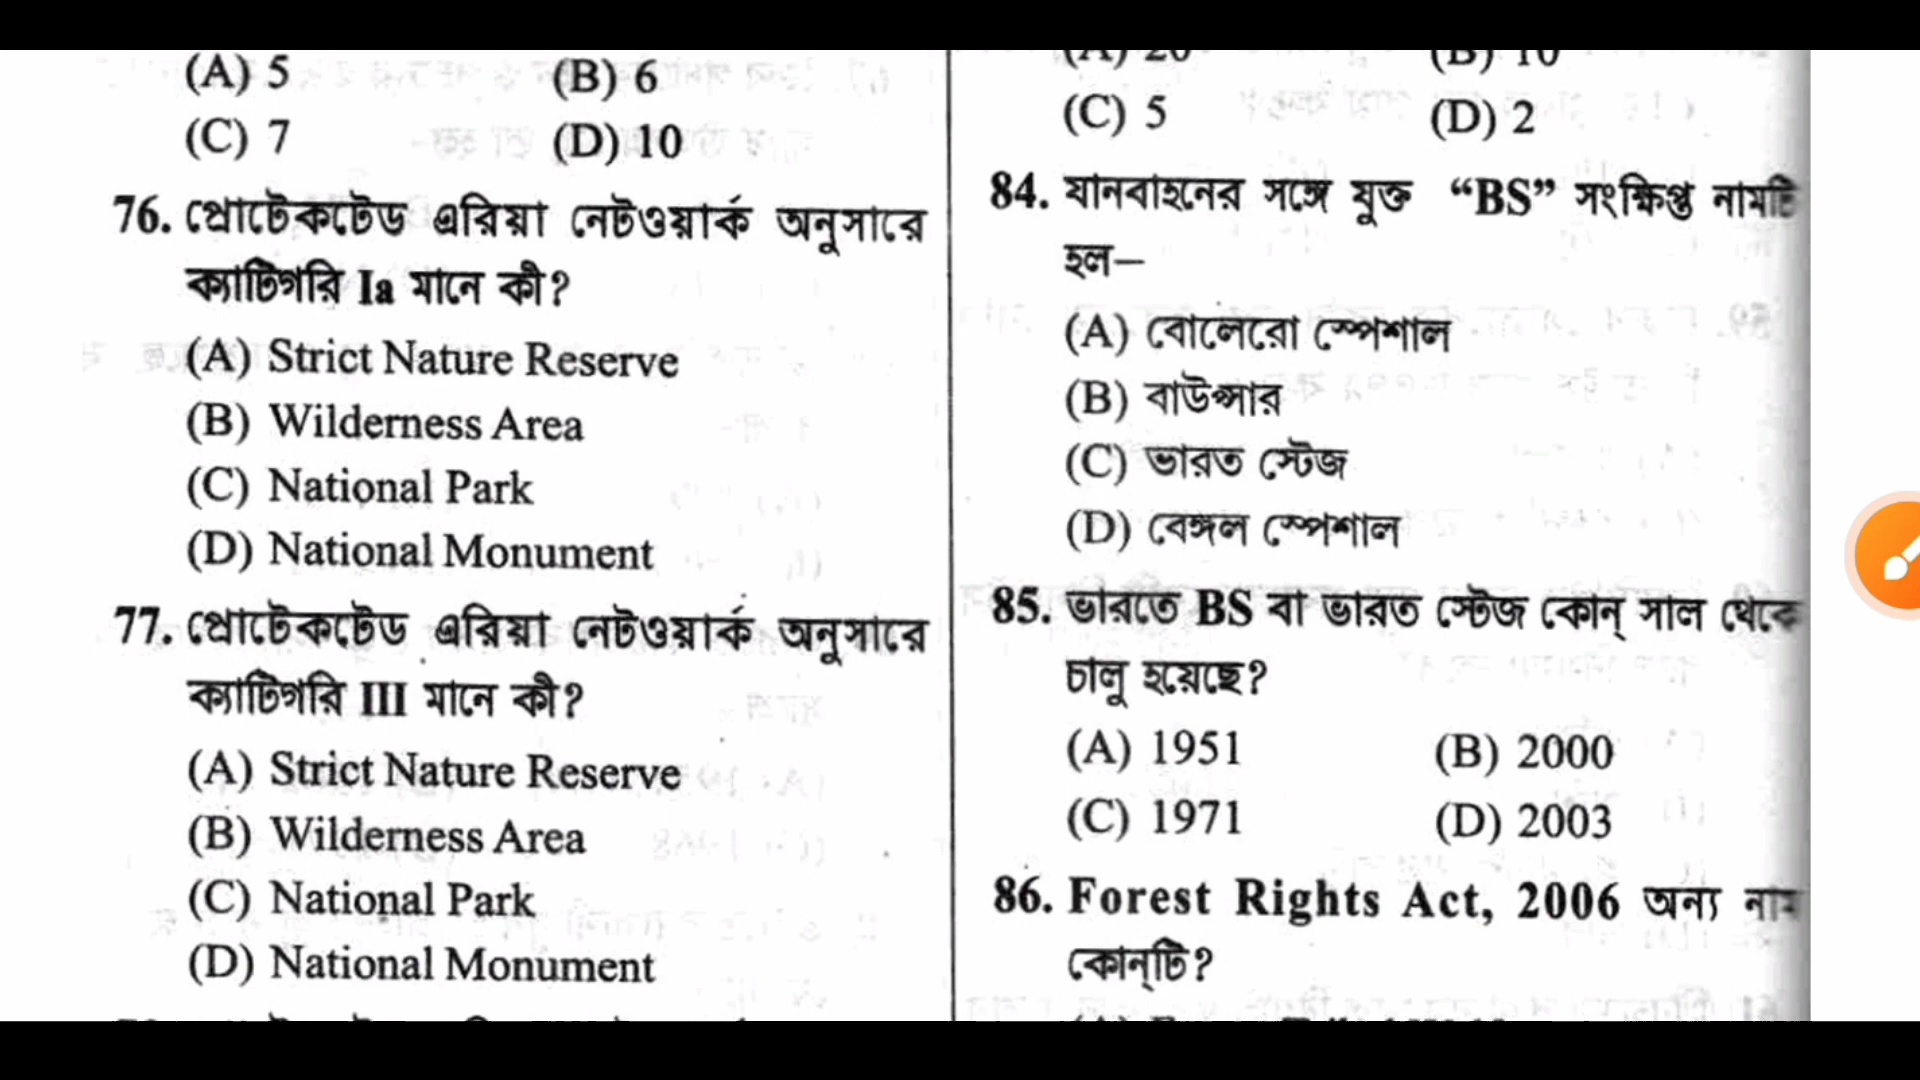 (A) 5 (B) 6
(C) 7 (D) 10
76. প্রোটেকটেড এরিয়া নেটওয়ার্ক অনুসারে
ক্যাটিগরি Ia মানে কী?
(A) Strict Nature Reserve
(B) Wilderness Area
(C) National Park
(D) National Monument
77. প্রোটেকটেড এরিয়া নেটওয়ার্ক অনুসারে
ক্যাটিগরি III মানে কী?
(A) Strict Nature Reserve
(B) Wilderness Area
(C) National Park
(D) National Monument
(A) 20 (B) 10
(C) 5 (D) 2
84. যানবাহনের সঙ্গে যুক্ত “BS” সংক্ষিপ্ত নামটি
হল—
(A) বোলেরো স্পেশাল
(B) বাউন্সার
(C) ভারত স্টেজ
(D) বেঙ্গল স্পেশাল
85. ভারতে BS বা ভারত স্টেজ কোন্ সাল থেকে
চালু হয়েছে?
(A) 1951 (B) 2000
(C) 1971 (D) 2003
86. Forest Rights Act, 2006 অন্য নাম
কোন্‌টি?